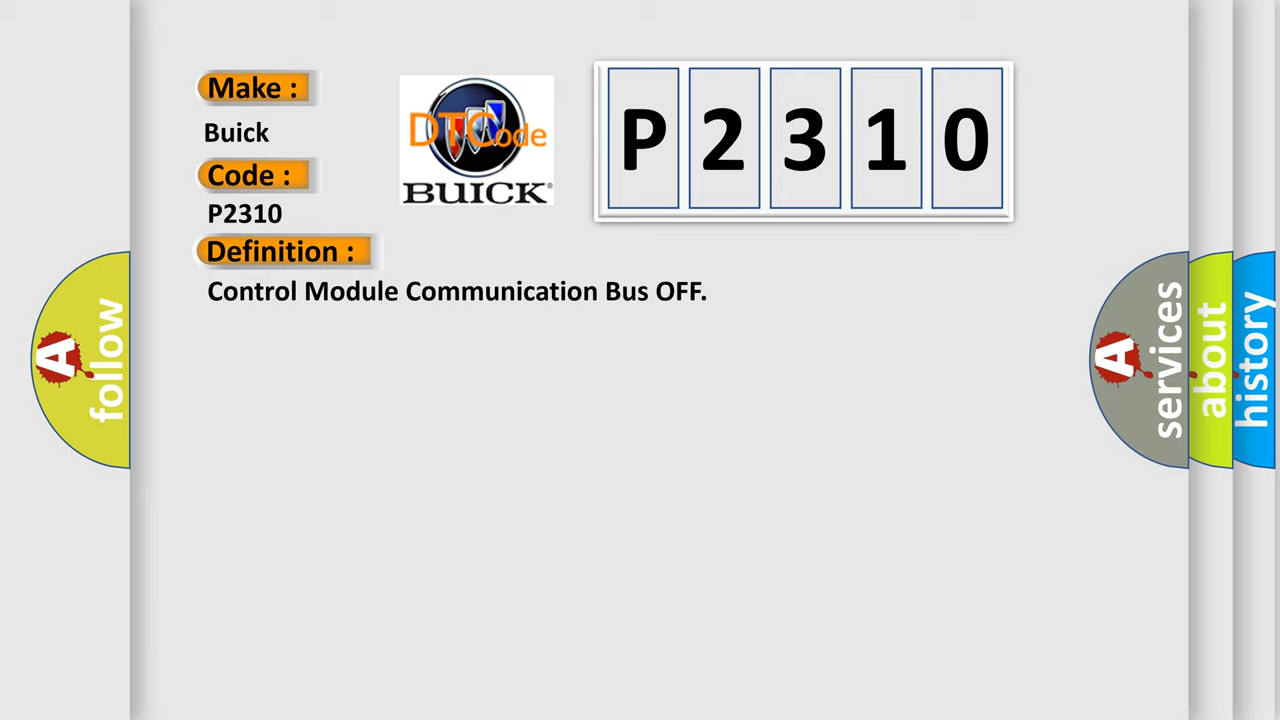 Make :
Buick
Code :
P2310
Definition :
Control Module Communication Bus OFF.
DTCode
BUICK®
P 2 3 1 0
A follow
A services
about
history